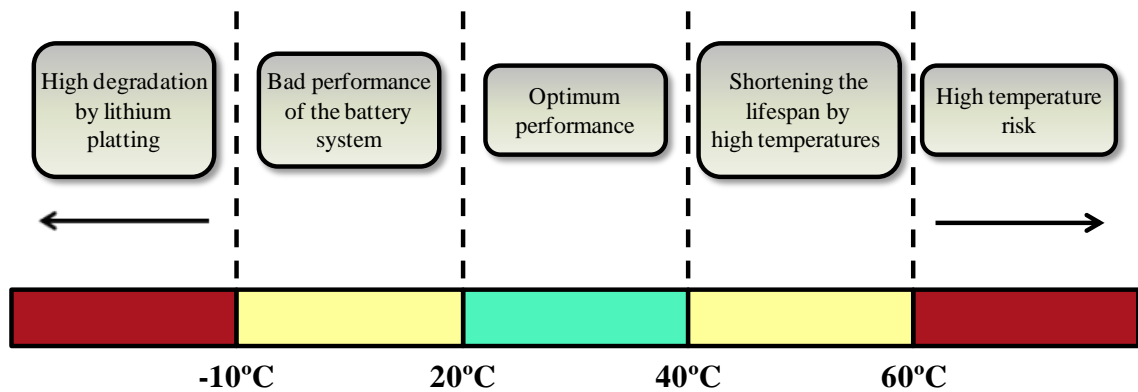 High degradation
by lithium
platting
Bad performance
of the battery
system
Optimum
performance
Shortening the
lifespan by
high temperatures
High temperature
risk
-10ºC
20ºC
40ºC
60ºC